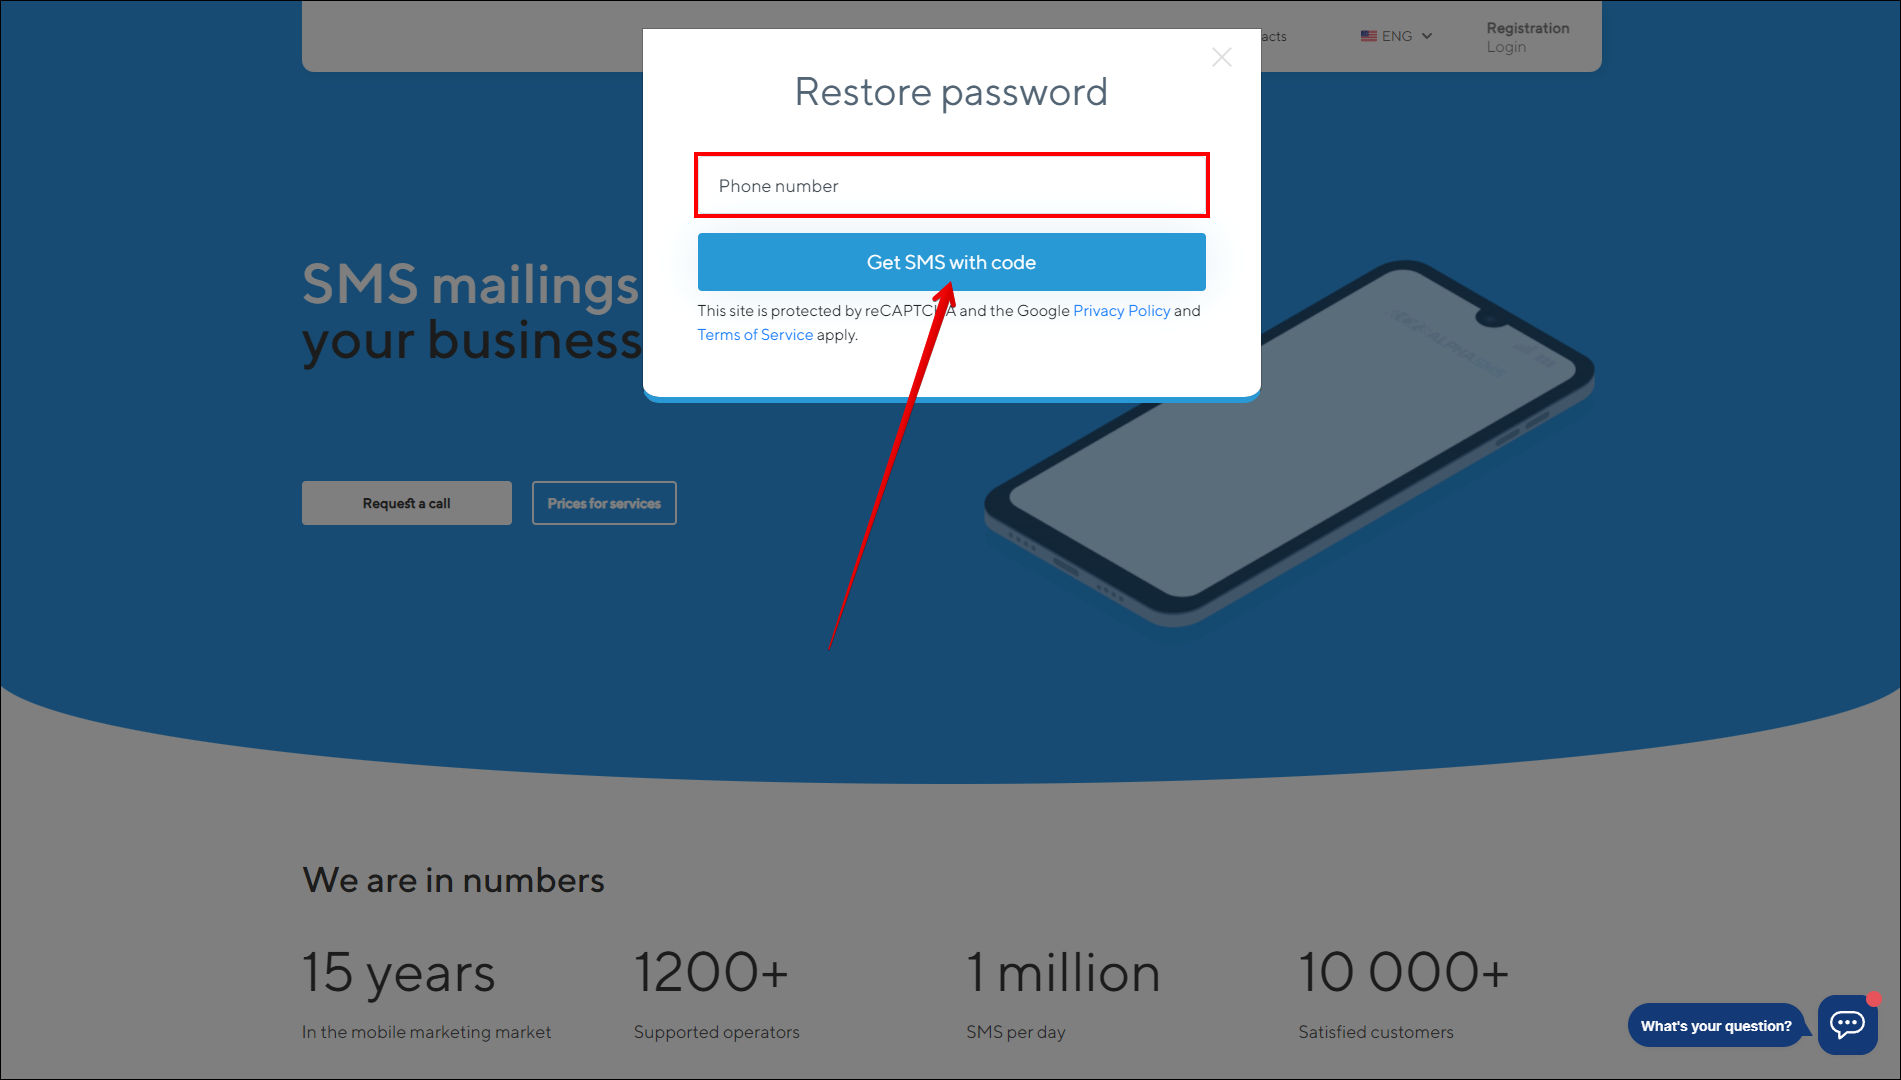 acts
ENG
Registration
Login
Restore password
Phone number
Get SMS with code
This site is protected by reCAPTCHA and the Google Privacy Policy and
Terms of Service apply.
SMS mailings
your business
Request a call
Prices for services
We are in numbers
15 years
1200+
1 million
10 000+
In the mobile marketing market
Supported operators
SMS per day
Satisfied customers
What's your question?